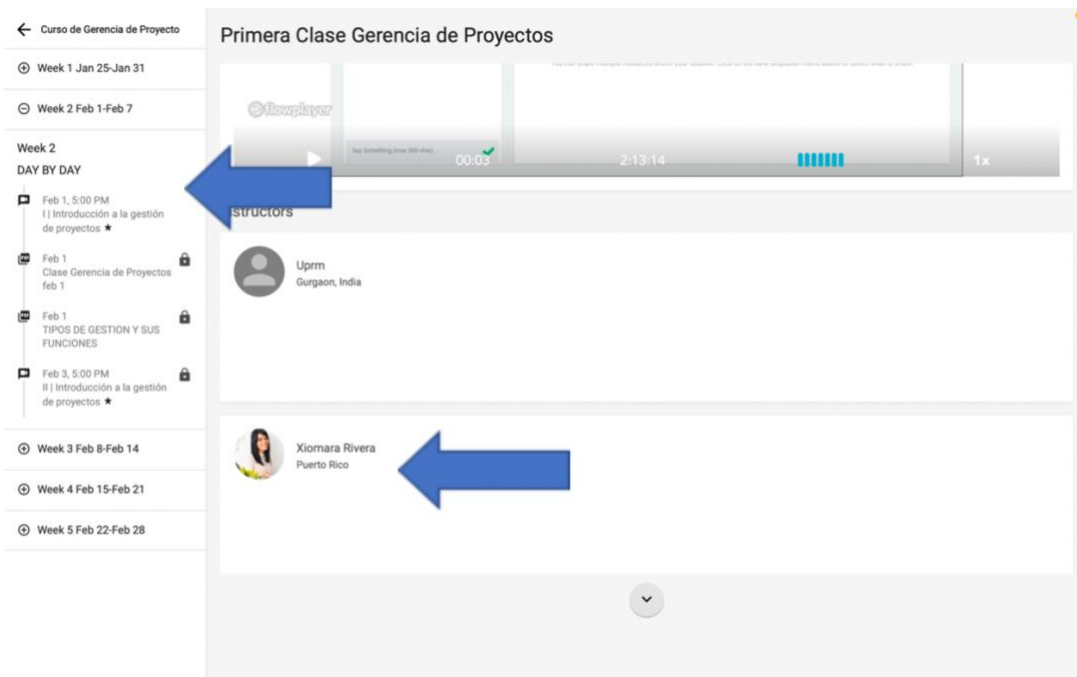 Curso de Gerencia de Proyecto
Week 1 Jan 25-Jan 31
Week 2 Feb 1-Feb 7
Week 2
DAY BY DAY
Feb 1, 5:00 PM
I | Introducción a la gestión
de proyectos ★
Feb 1
Clase Gerencia de Proyectos
feb 1
Feb 1
TIPOS DE GESTION Y SUS
FUNCIONES
Feb 3, 5:00 PM
II | Introducción a la gestión
de proyectos ★
Week 3 Feb 8-Feb 14
Week 4 Feb 15-Feb 21
Week 5 Feb 22-Feb 28
Primera Clase Gerencia de Proyectos
flowplayer
Say Something (max 500 char) ...
00:03
2:13:14
1x
structors
Uprm
Gurgaon, India
Xiomara Rivera
Puerto Rico